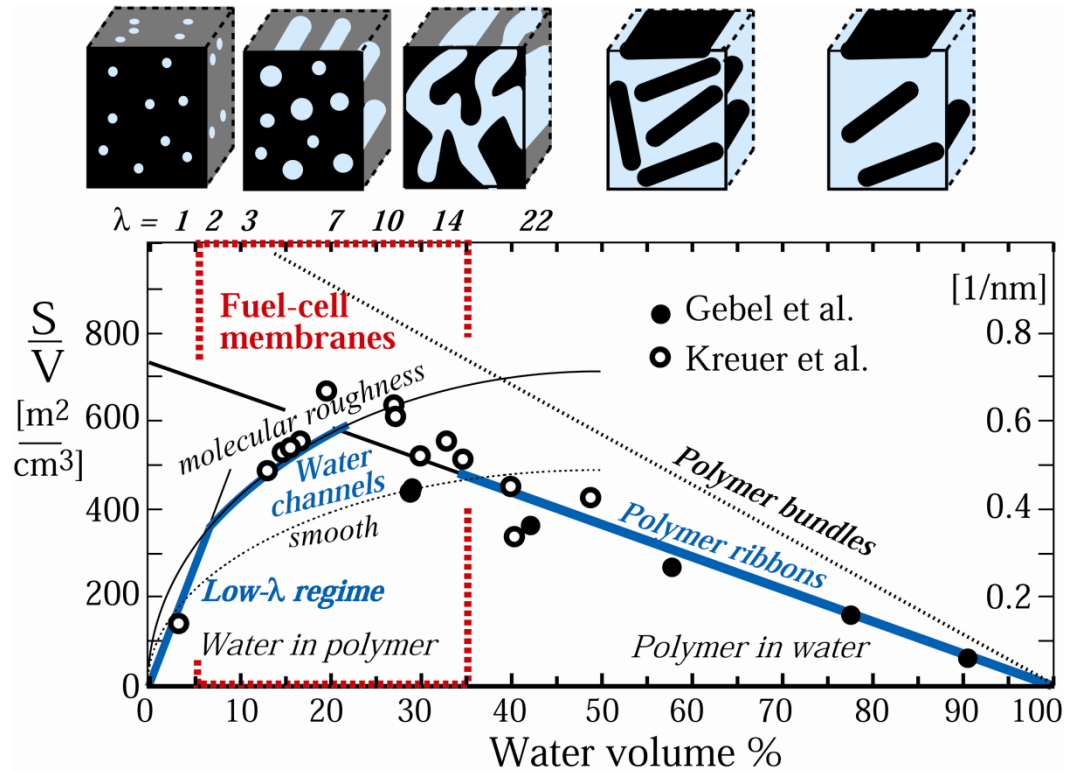 λ = 1 2 3 7 10 14 22
S
V
[m2
cm3]
800
600
400
200
0
Fuel-cell
membranes
molecular roughness
Water
channels
smooth
Low-λ regime
Water in polymer
Gebel et al.
Kreuer et al.
Polymer bundles
Polymer ribbons
Polymer in water
[1/nm]
0.8
0.6
0.4
0.2
0 10 20 30 40 50 60 70 80 90 100
Water volume %